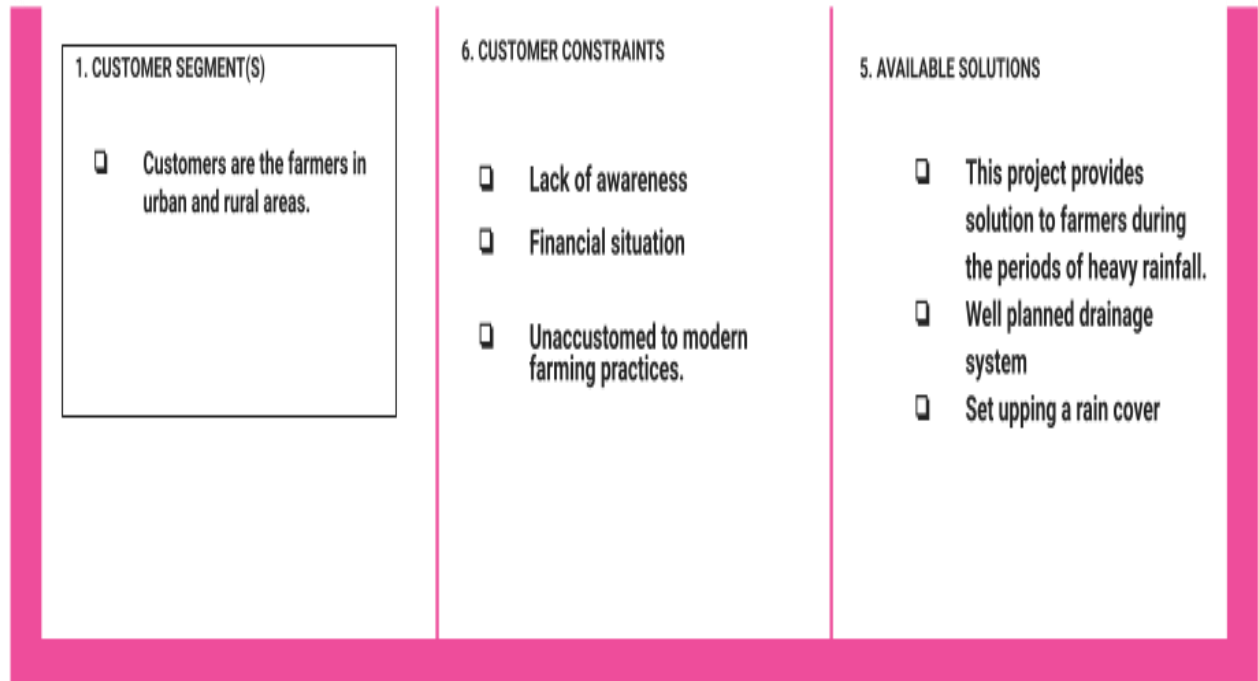 1. CUSTOMER SEGMENT(S)
❑ Customers are the farmers in
urban and rural areas.
6. CUSTOMER CONSTRAINTS
❑ Lack of awareness
❑ Financial situation
❑ Unaccustomed to modern
farming practices.
5. AVAILABLE SOLUTIONS
❑ This project provides
solution to farmers during
the periods of heavy rainfall.
❑ Well planned drainage
system
❑ Set upping a rain cover